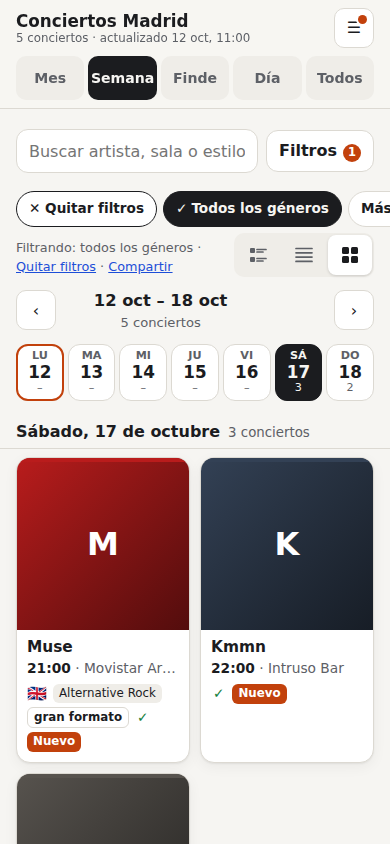 Conciertos Madrid
5 conciertos · actualizado 12 oct, 11:00
☰
Mes Semana Finde Día Todos
Buscar artista, sala o estilo
Filtros 1
✕ Quitar filtros ✓ Todos los géneros Más
Filtrando: todos los géneros ·
Quitar filtros · Compartir
‹ 12 oct – 18 oct ›
5 conciertos
LU MA MI JU VI SÁ DO
12 13 14 15 16 17 18
– – – – – 3 2
Sábado, 17 de octubre 3 conciertos
M K
Muse
21:00 · Movistar Ar…
🇬🇧 Alternative Rock
gran formato ✓
Nuevo
Kmmn
22:00 · Intruso Bar
✓ Nuevo